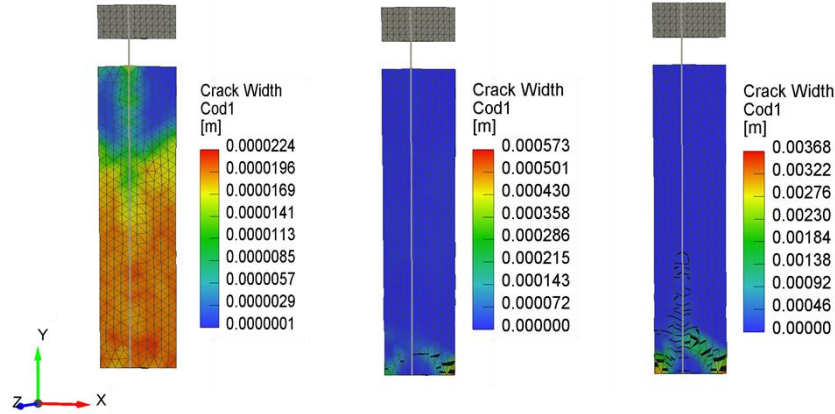 Crack Width
Cod1
[m]
0.0000224
0.0000196
0.0000169
0.0000141
0.0000113
0.0000085
0.0000057
0.0000029
0.0000001
Crack Width
Cod1
[m]
0.000573
0.000501
0.000430
0.000358
0.000286
0.000215
0.000143
0.000072
0.000000
Crack Width
Cod1
[m]
0.00368
0.00322
0.00276
0.00230
0.00184
0.00138
0.00092
0.00046
0.00000
Y
Z
X